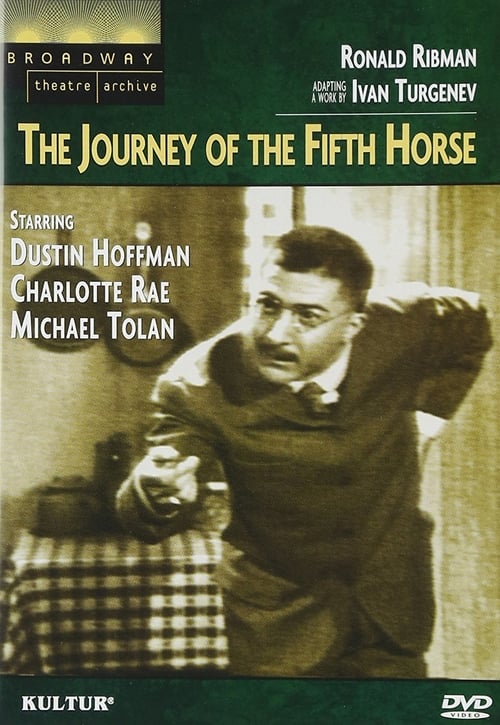 BROADWAY
theatre archive
RONALD RIBMAN
ADAPTING A WORK BY IVAN TURGENEV
THE JOURNEY OF THE FIFTH HORSE
STARRING
DUSTIN HOFFMAN
CHARLOTTE RAE
MICHAEL TOLAN
KULTUR®
DVD
VIDEO